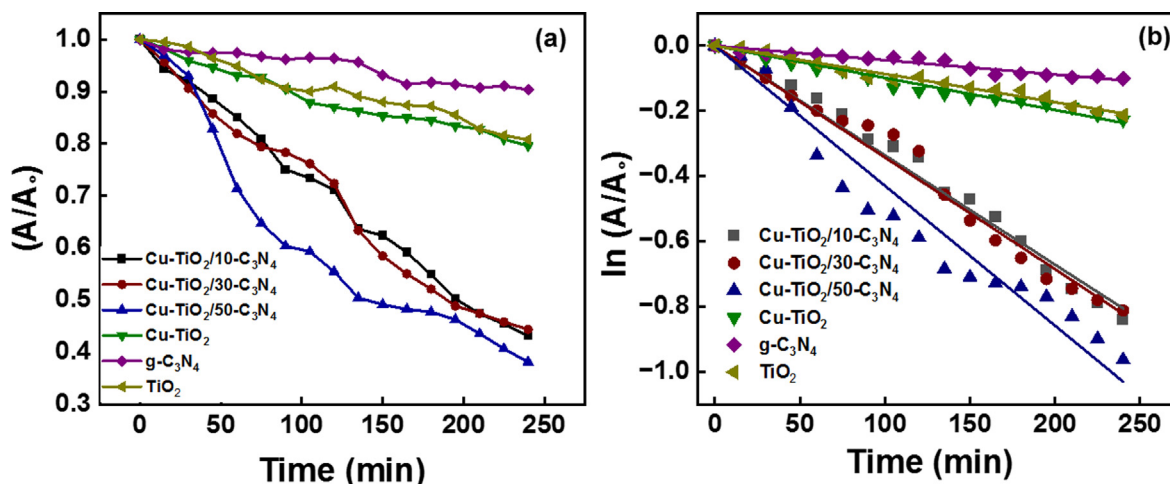 (a)
1.0
0.9
0.8
0.7
0.6
0.5
0.4
0.3
(A/A₀)
Cu-TiO₂/10-C₃N₄
Cu-TiO₂/30-C₃N₄
Cu-TiO₂/50-C₃N₄
Cu-TiO₂
g-C₃N₄
TiO₂
0 50 100 150 200 250
Time (min)
(b)
0.0
−0.2
−0.4
−0.6
−0.8
−1.0
ln (A/A₀)
Cu-TiO₂/10-C₃N₄
Cu-TiO₂/30-C₃N₄
Cu-TiO₂/50-C₃N₄
Cu-TiO₂
g-C₃N₄
TiO₂
0 50 100 150 200 250
Time (min)